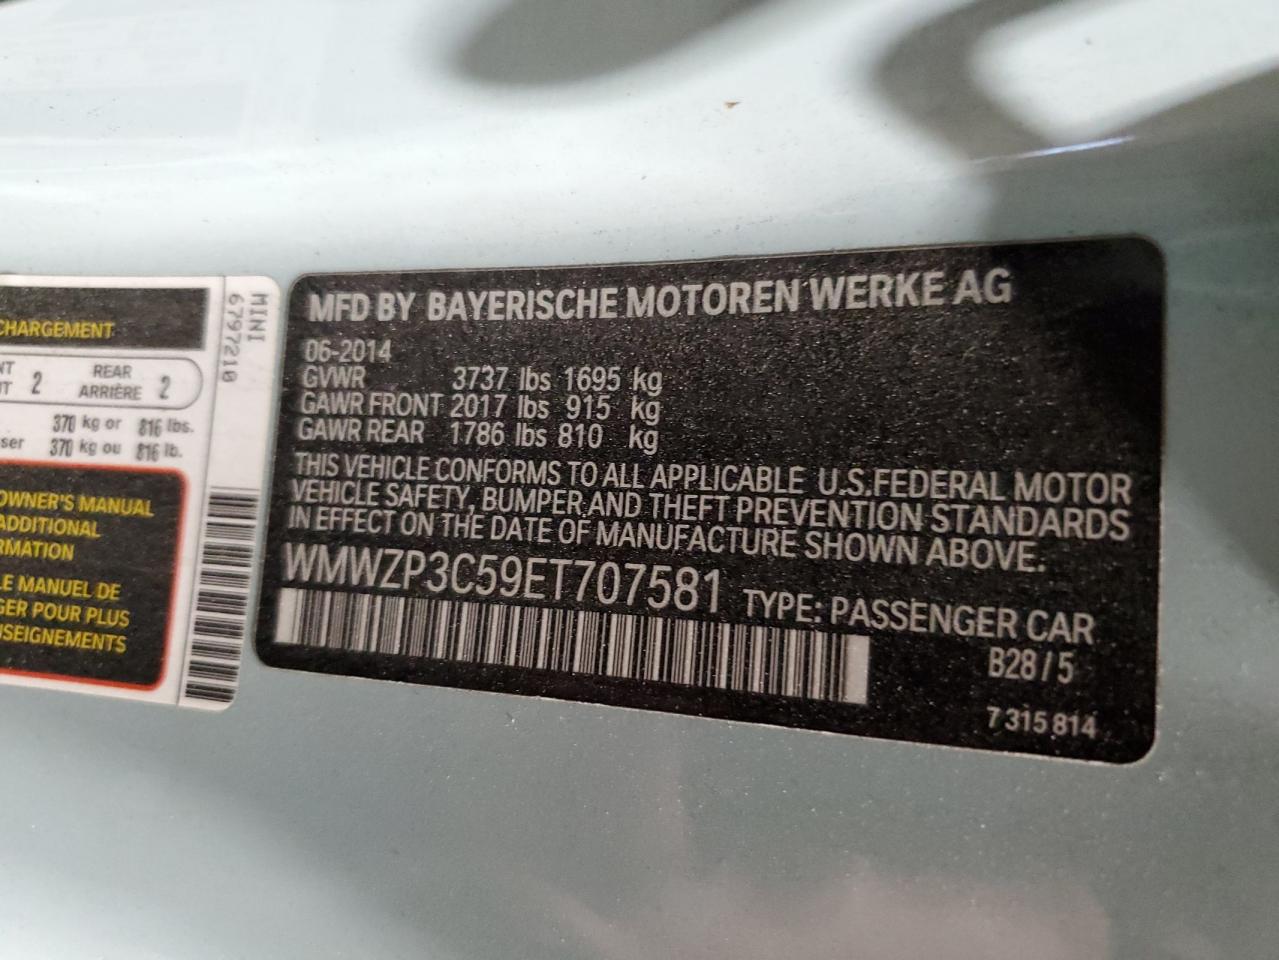 CHARGEMENT
2
REAR
ARRIÈRE 2
370 kg or 816 lbs.
370 kg ou 816 lb.
OWNER'S MANUAL
ADDITIONAL
LE MANUEL DE
POUR PLUS
MINI
6797210
MFD BY BAYERISCHE MOTOREN WERKE AG
06-2014
GVWR 3737 lbs 1695 kg
GAWR FRONT 2017 lbs 915 kg
GAWR REAR 1786 lbs 810 kg
THIS VEHICLE CONFORMS TO ALL APPLICABLE U.S.FEDERAL MOTOR
VEHICLE SAFETY, BUMPER,AND THEFT PREVENTION STANDARDS
IN EFFECT ON THE DATE OF MANUFACTURE SHOWN ABOVE.
WMWZP3C59ET707581 TYPE: PASSENGER CAR
B28 / 5
7 315 814